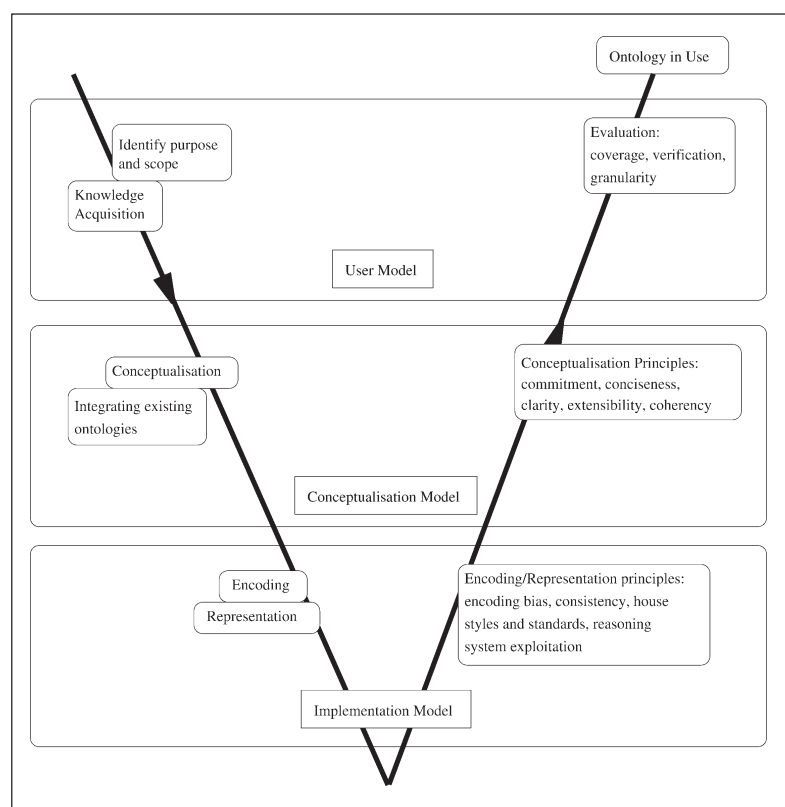 Ontology in Use
Identify purpose
and scope
Knowledge
Acquisition
Evaluation:
coverage, verification,
granularity
User Model
Conceptualisation
Integrating existing
ontologies
Conceptualisation Principles:
commitment, conciseness,
clarity, extensibility, coherency
Conceptualisation Model
Encoding
Representation
Encoding/Representation principles:
encoding bias, consistency, house
styles and standards, reasoning
system exploitation
Implementation Model